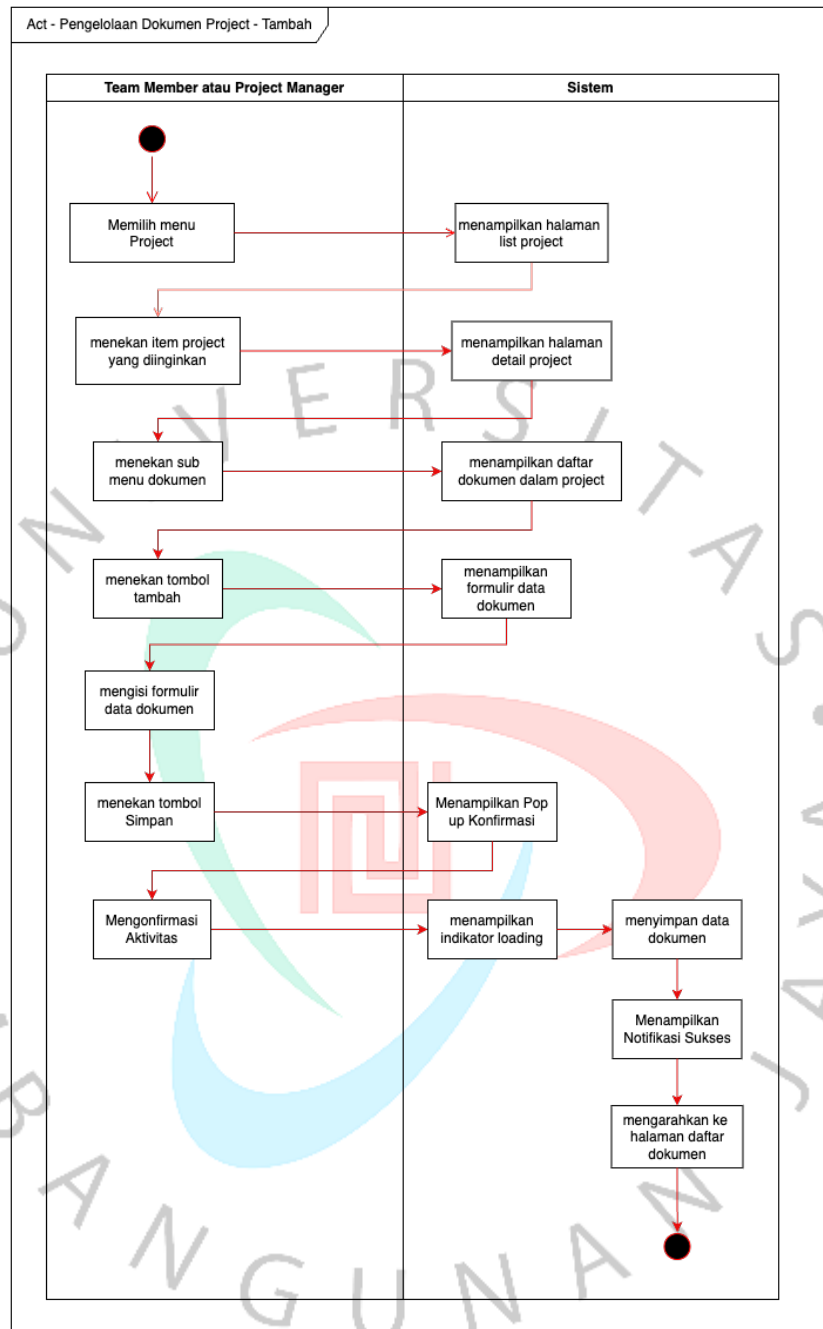 Act - Pengelolaan Dokumen Project - Tambah
Team Member atau Project Manager
Sistem
Memilih menu
Project
menampilkan halaman
list project
menekan item project
yang diinginkan
menampilkan halaman
detail project
menekan sub
menu dokumen
menampilkan daftar
dokumen dalam project
menekan tombol
tambah
menampilkan
formulir data
dokumen
mengisi formulir
data dokumen
menekan tombol
Simpan
Menampilkan Pop
up Konfirmasi
Mengonfirmasi
Aktivitas
menampilkan
indikator loading
menyimpan data
dokumen
Menampilkan
Notifikasi Sukses
mengarahkan ke
halaman daftar
dokumen